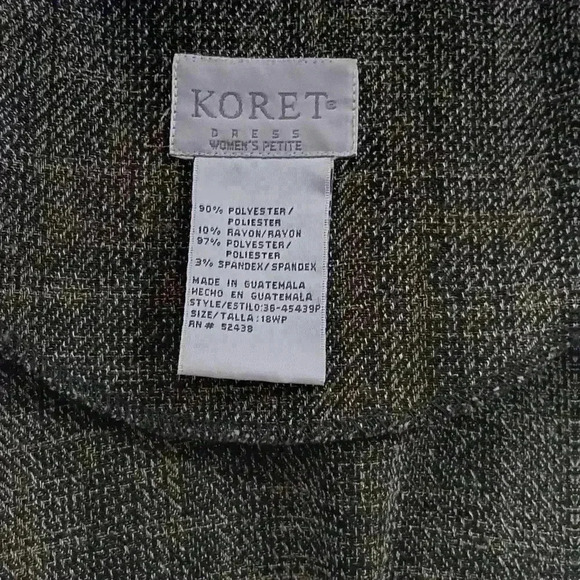 KORET®
DRESS
WOMEN'S PETITE
90% POLYESTER/
POLIESTER
10% RAYON/RAYON
97% POLYESTER/
POLIESTER
3% SPANDEX/SPANDEX
MADE IN GUATEMALA
HECHO EN GUATEMALA
STYLE/ESTILO:36-45439P
SIZE/TALLA:18WP
RN# 52438